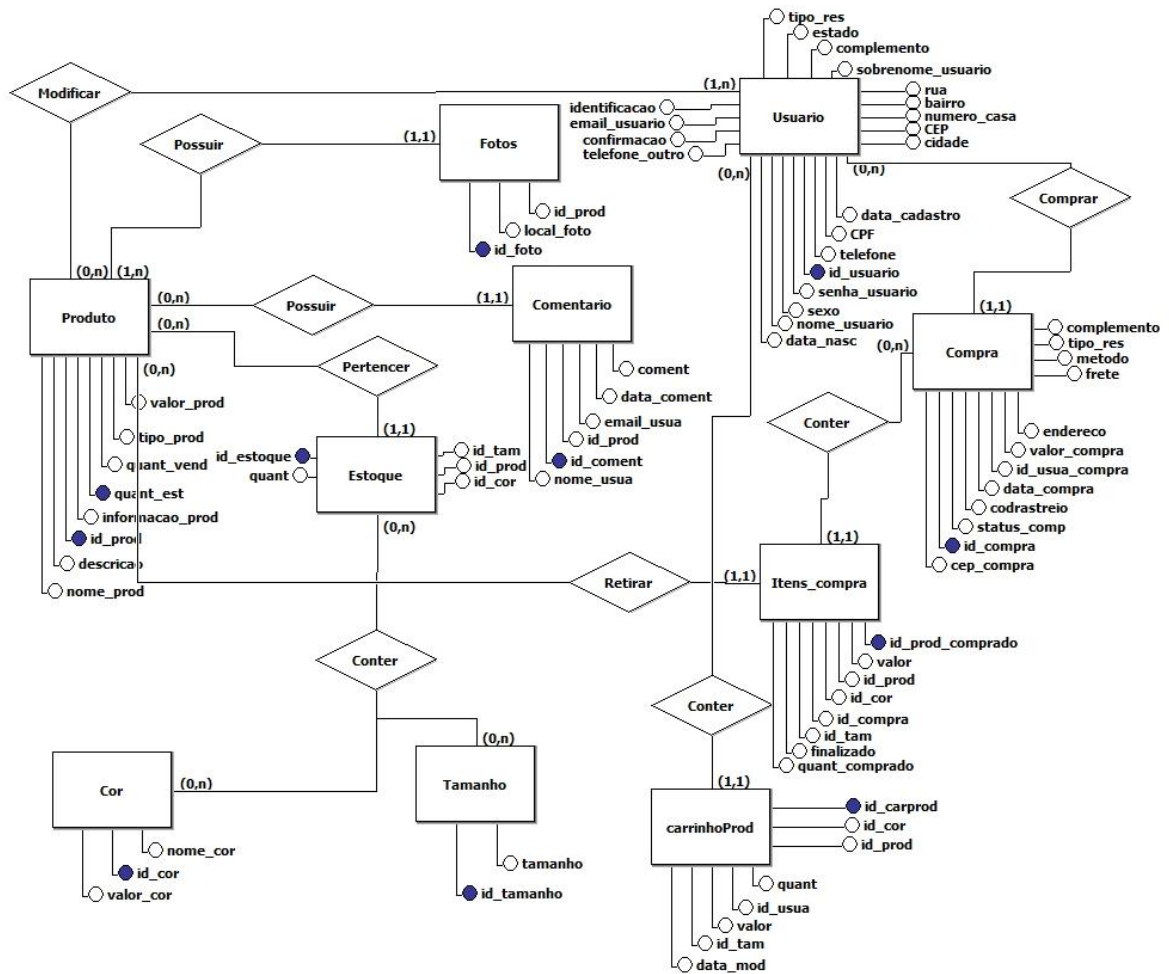 tipo_res
estado
complemento
sobrenome_usuario
Modificar
(1,n)
rua
bairro
numero_casa
CEP
cidade
identificacao
email_usuario
confirmacao
telefone_outro
Usuario
(0,n)
(0,n)
Possuir
(1,1)
Fotos
id_prod
local_foto
id_foto
Comprar
data_cadastro
CPF
telefone
id_usuario
senha_usuario
sexo
nome_usuario
data_nasc
(0,n)
(1,n)
Produto
(0,n)
(0,n)
(0,n)
Possuir
(1,1)
Comentario
coment
data_coment
email_usua
id_prod
id_coment
nome_usua
(1,1)
(0,n)
Compra
complemento
tipo_res
metodo
frete
endereco
valor_compra
id_usua_compra
data_compra
codrastreio
status_comp
id_compra
cep_compra
Pertencer
(1,1)
valor_prod
tipo_prod
quant_vend
quant_est
informacao_prod
id_prod
descricao
nome_prod
id_estoque
quant
Estoque
id_tam
id_prod
id_cor
(0,n)
Conter
(1,1)
Retirar
(1,1)
Itens_compra
id_prod_comprado
valor
id_prod
id_cor
id_compra
id_tam
finalizado
quant_comprado
Conter
Conter
(0,n)
(0,n)
Cor
nome_cor
id_cor
valor_cor
Tamanho
tamanho
id_tamanho
(1,1)
carrinhoProd
id_carprod
id_cor
id_prod
quant
id_usua
valor
id_tam
data_mod